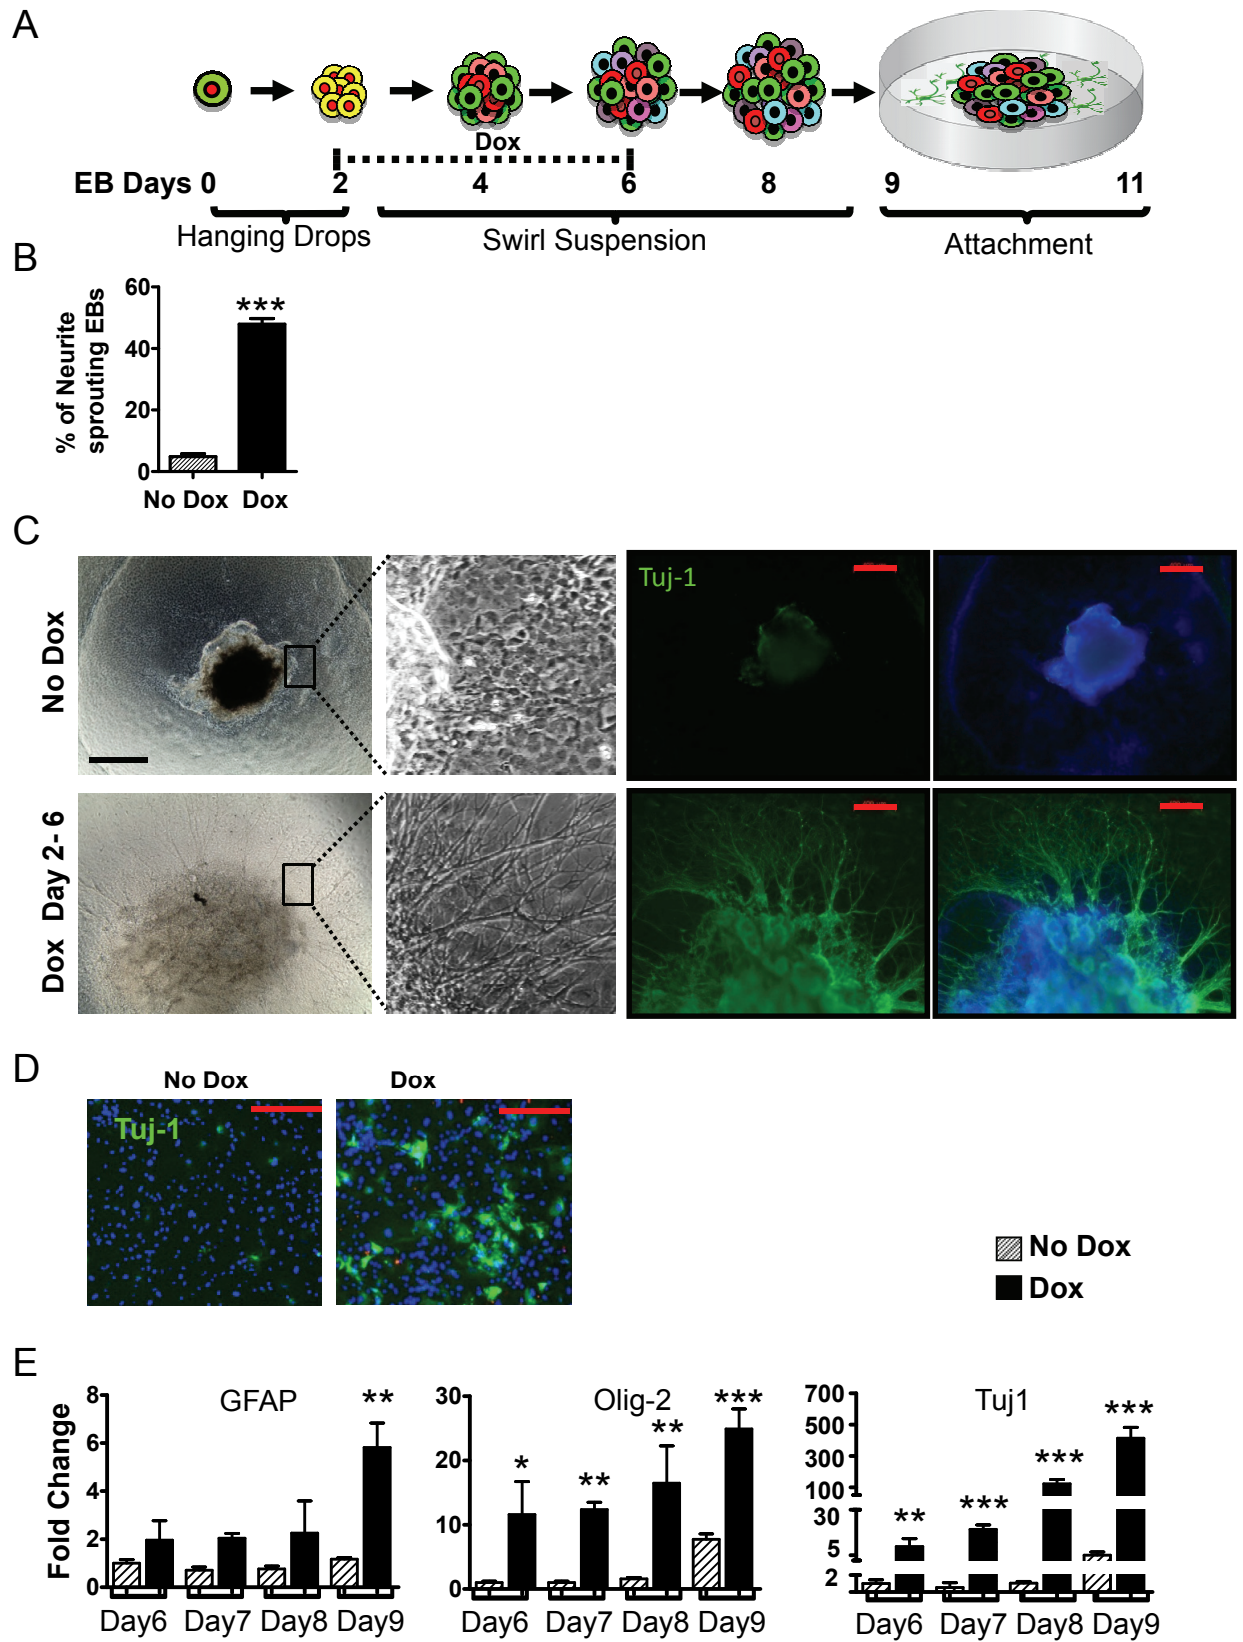 A
Dox
EB Days 0 2 4 6 8 9 11
Hanging Drops Swirl Suspension Attachment
B
% of Neurite
sprouting EBs
60
40
20
0
***
No Dox Dox
C
No Dox
Tuj-1
Dox Day 2-6
D
No Dox Dox
Tuj-1
No Dox
Dox
E
Fold Change
GFAP
8
6
4
2
0
**
Day6 Day7 Day8 Day9
Olig-2
30
20
10
0
* ** ** ***
Day6 Day7 Day8 Day9
Tuj1
700
500
300
100
30
5
2
** *** *** ***
Day6 Day7 Day8 Day9